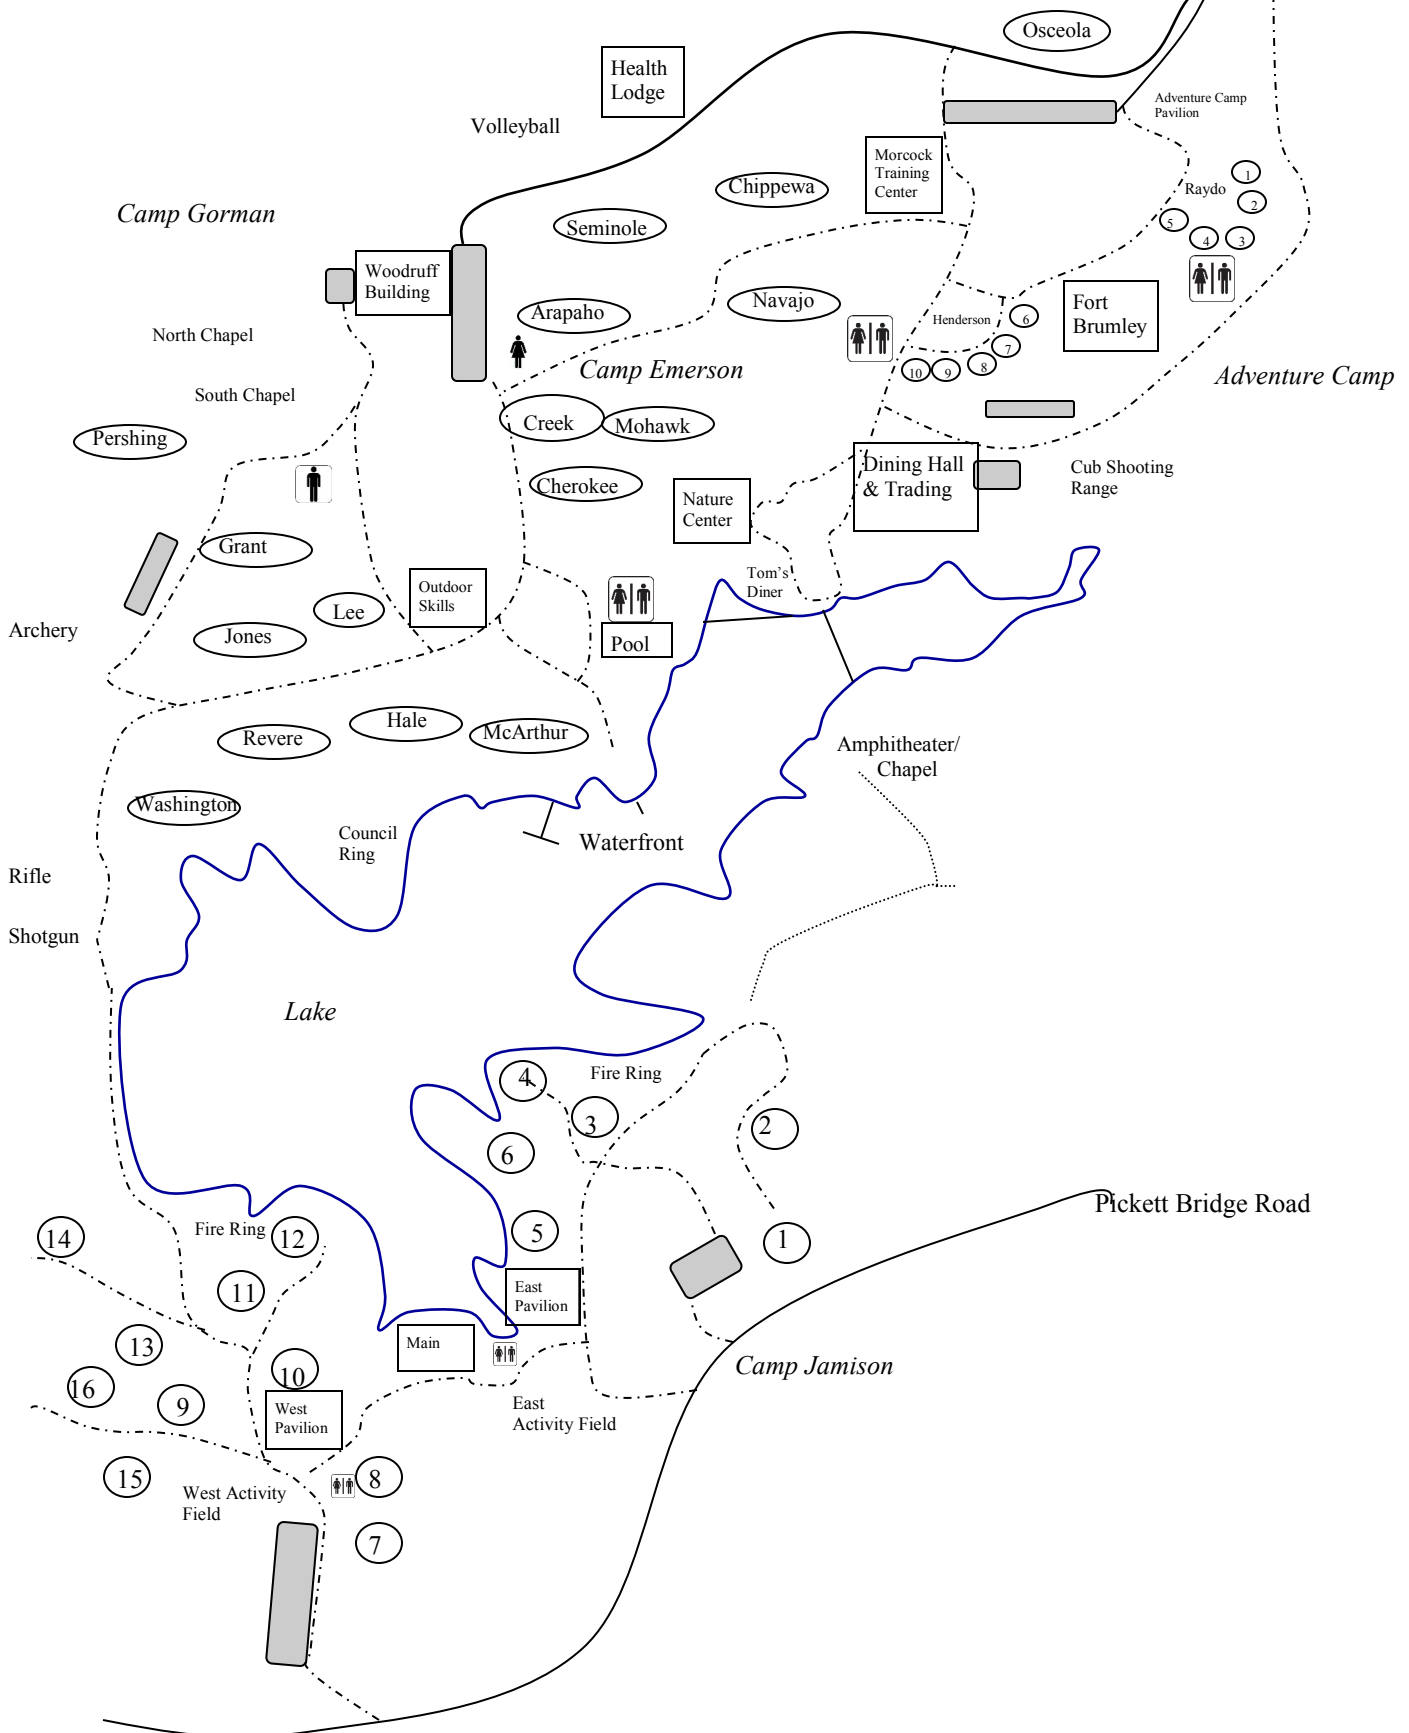 Osceola
Health
Lodge
Adventure Camp
Pavilion
Volleyball
Morcock
Training
Center
1
Raydo
2
Chippewa
Camp Gorman
Seminole
5
4
3
Woodruff
Building
Navajo
Arapaho
Henderson
6
Fort
Brumley
North Chapel
7
Camp Emerson
8
9
10
Adventure Camp
South Chapel
Creek
Mohawk
Pershing
Dining Hall
& Trading
Cub Shooting
Range
Cherokee
Nature
Center
Grant
Tom's
Diner
Outdoor
Skills
Lee
Archery
Jones
Pool
Hale
McArthur
Revere
Amphitheater/
Chapel
Washington
Council
Ring
Waterfront
Rifle
Shotgun
Lake
4
Fire Ring
3
2
6
Pickett Bridge Road
Fire Ring
12
14
5
1
11
East
Pavilion
13
Main
10
Camp Jamison
16
9
West
Pavilion
East
Activity Field
15
8
West Activity
Field
7